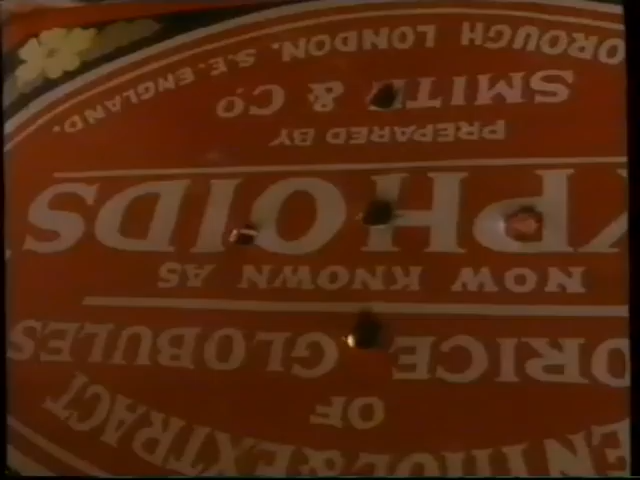 ENTHOL & EXTRACT
OF
ORICE GLOBULES
NOW KNOWN AS
YPHOIDS
PREPARED BY
SMITH & CO
OROUGH LONDON. S.E. ENGLAND.